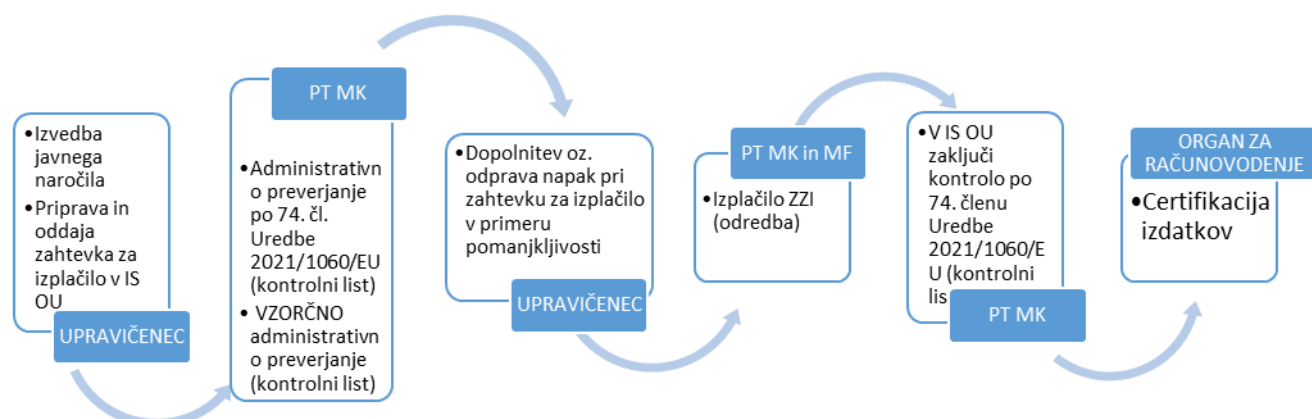 •Izvedba
javnega
naročila
•Priprava in
oddaja
zahtevka za
izplačilo v IS
OU
UPRAVIČENEC
PT MK
•Administrativn
o preverjanje
po 74. čl.
Uredbe
2021/1060/EU
(kontrolni list)
• VZORČNO
administrativn
o preverjanje
(kontrolni list)
•Dopolnitev oz.
odprava napak pri
zahtevku za izplačilo
v primeru
pomanjkljivosti
UPRAVIČENEC
PT MK in MF
•Izplačilo ZZI
(odredba)
•V IS OU
zaključi
kontrolo po
74. členu
Uredbe
2021/1060/E
U (kontrolni
lis
PT MK
ORGAN ZA
RAČUNOVODENJE
•Certifikacija
izdatkov